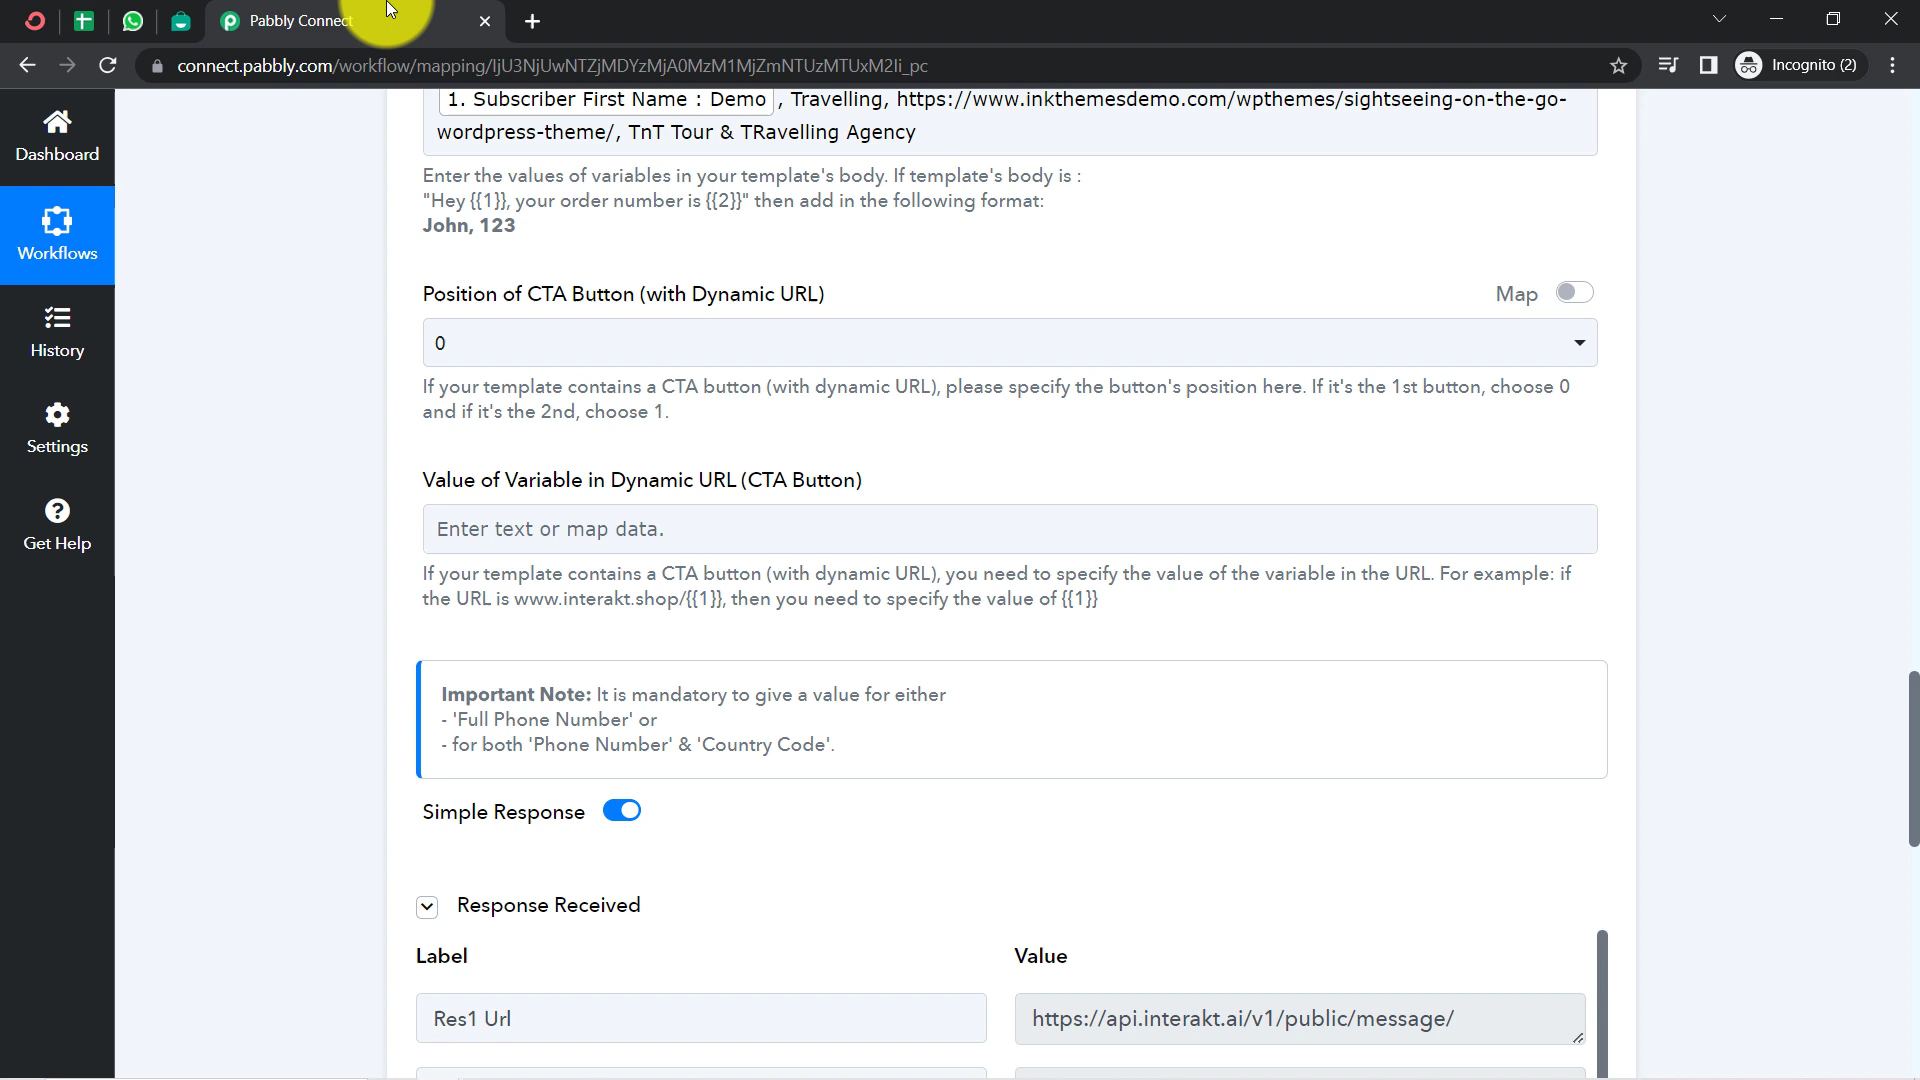 Pabbly Connect
connect.pabbly.com/workflow/mapping/IjU3NjUwNTZjMDYzMjA0MzM1MjZmNTUzMTUxM2Ii_pc
Incognito (2)
Dashboard
Workflows
History
Settings
Get Help
1. Subscriber First Name : Demo , Travelling, https://www.inkthemesdemo.com/wpthemes/sightseeing-on-the-go-
wordpress-theme/, TnT Tour & TRavelling Agency
Enter the values of variables in your template's body. If template's body is :
"Hey {{1}}, your order number is {{2}}" then add in the following format:
John, 123
Position of CTA Button (with Dynamic URL)
Map
0
If your template contains a CTA button (with dynamic URL), please specify the button's position here. If it's the 1st button, choose 0
and if it's the 2nd, choose 1.
Value of Variable in Dynamic URL (CTA Button)
Enter text or map data.
If your template contains a CTA button (with dynamic URL), you need to specify the value of the variable in the URL. For example: if
the URL is www.interakt.shop/{{1}}, then you need to specify the value of {{1}}
Important Note: It is mandatory to give a value for either
- 'Full Phone Number' or
- for both 'Phone Number' & 'Country Code'.
Simple Response
Response Received
Label
Value
Res1 Url
https://api.interakt.ai/v1/public/message/